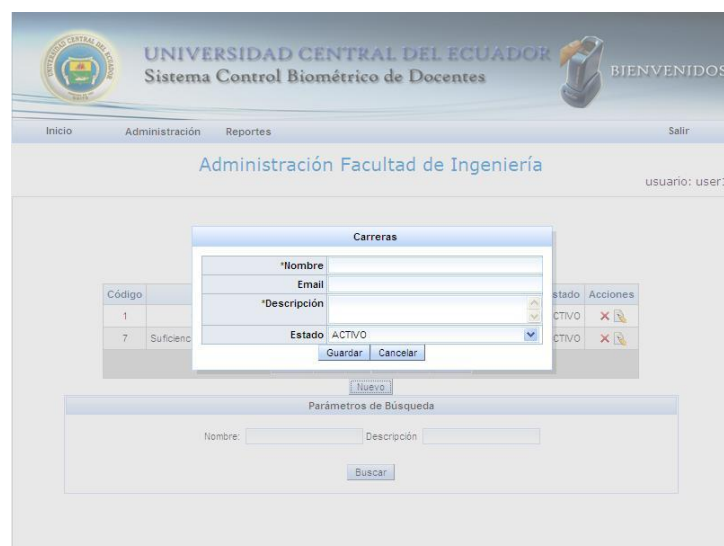 UNIVERSIDAD CENTRAL DEL ECUADOR
Sistema Control Biométrico de Docentes
BIENVENIDOS
Inicio Administración Reportes Salir
Administración Facultad de Ingeniería
usuario: user
Carreras
*Nombre
Email
*Descripción
Estado ACTIVO
Guardar Cancelar
Código stado Acciones
1 CTIVO
7 Suficienc CTIVO
Nuevo
Parámetros de Búsqueda
Nombre: Descripción
Buscar